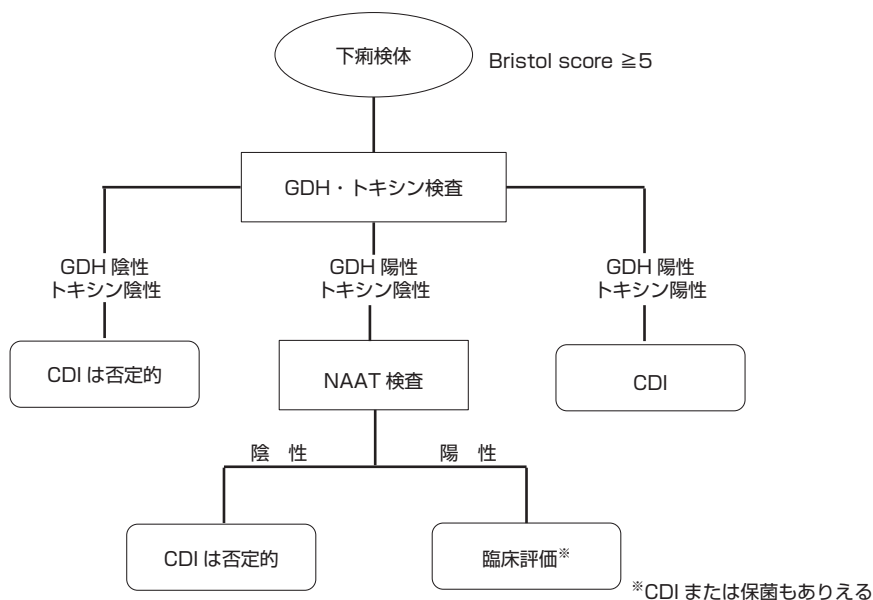 下痢検体
Bristol score ≧5
GDH・トキシン検査
GDH 陰性
トキシン陰性
GDH 陽性
トキシン陰性
GDH 陽性
トキシン陽性
CDI は否定的
NAAT 検査
CDI
陰 性
陽 性
CDI は否定的
臨床評価※
※CDI または保菌もありえる